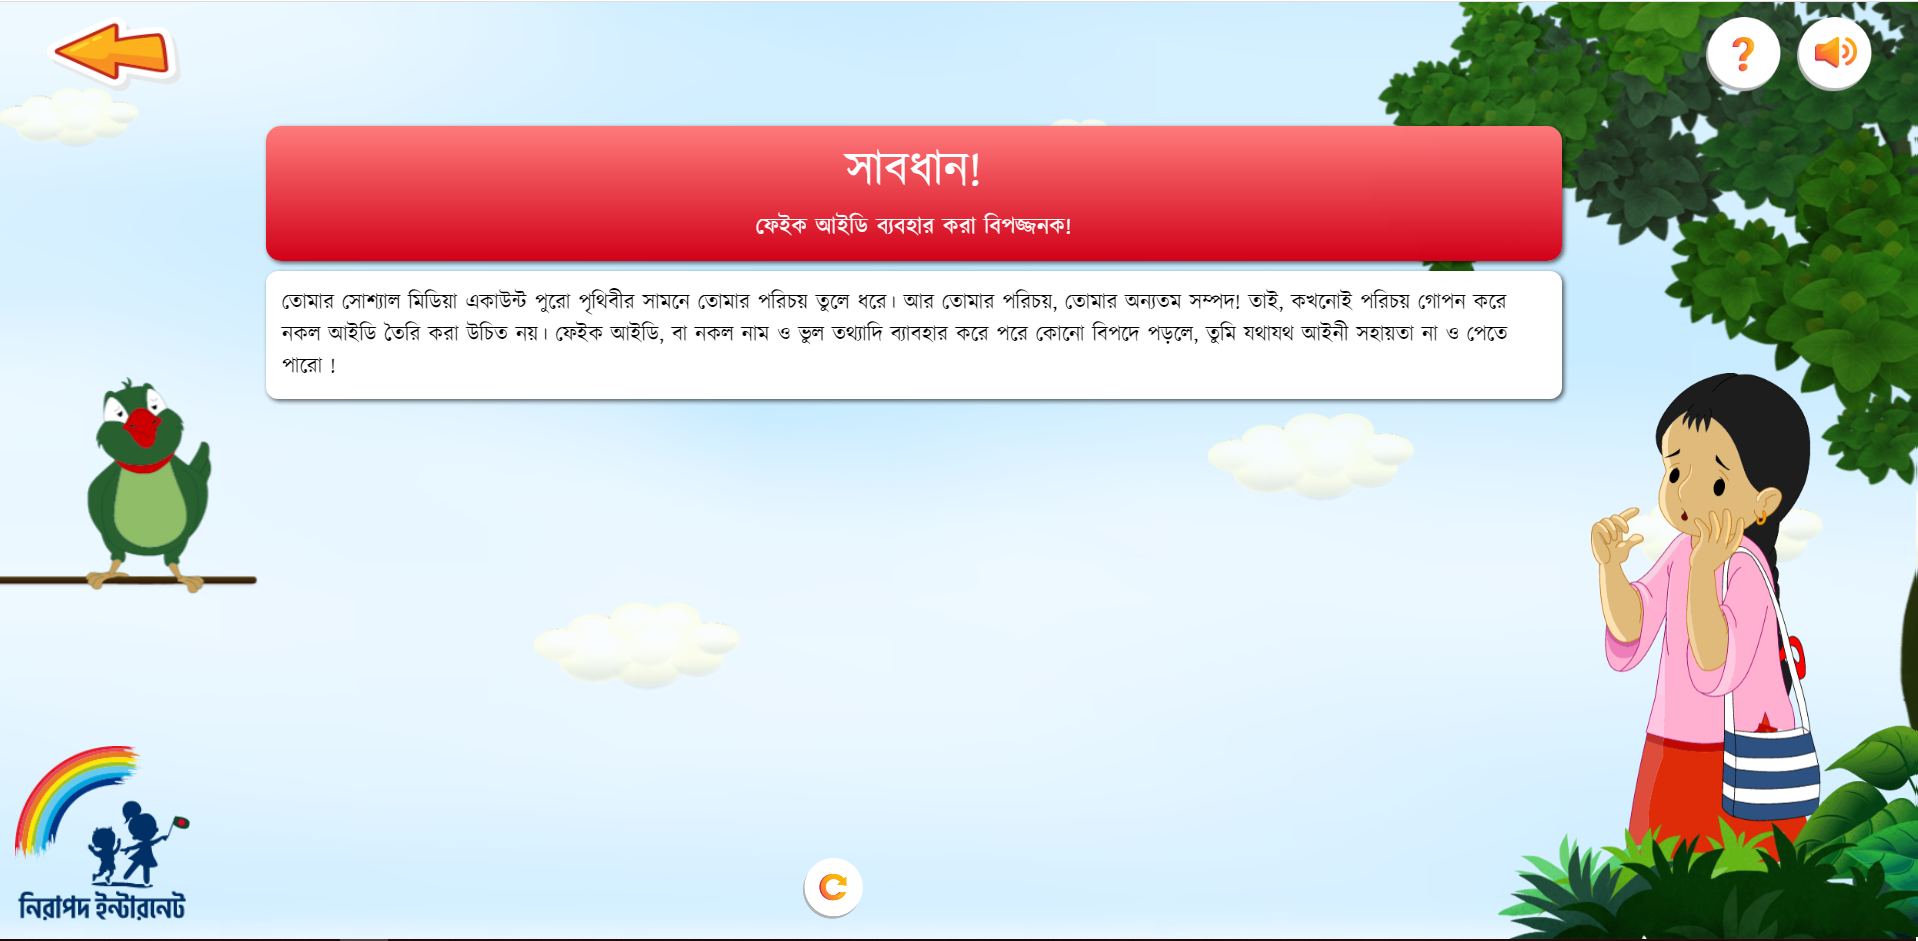 সাবধান!
ফেইক আইডি ব্যবহার করা বিপজ্জনক!
তোমার সোশ্যাল মিডিয়া একাউন্ট পুরো পৃথিবীর সামনে তোমার পরিচয় তুলে ধরে। আর তোমার পরিচয়, তোমার অন্যতম সম্পদ! তাই, কখনোই পরিচয় গোপন করে
নকল আইডি তৈরি করা উচিত নয়। ফেইক আইডি, বা নকল নাম ও ভুল তথ্যাদি ব্যাবহার করে পরে কোনো বিপদে পড়লে, তুমি যথাযথ আইনী সহায়তা না ও পেতে
পারো !
নিরাপদ ইন্টারনেট